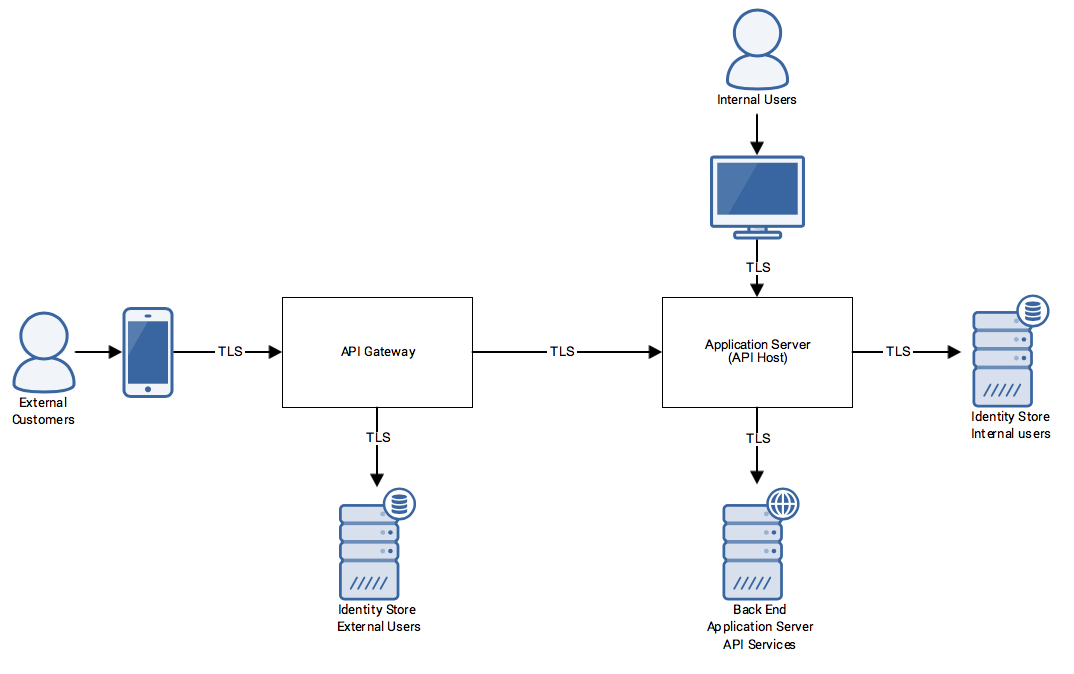 Internal Users
TLS
External
Customers
TLS
API Gateway
TLS
Application Server
(API Host)
TLS
Identity Store
Internal users
TLS
TLS
Identity Store
External Users
Back End
Application Server
API Services